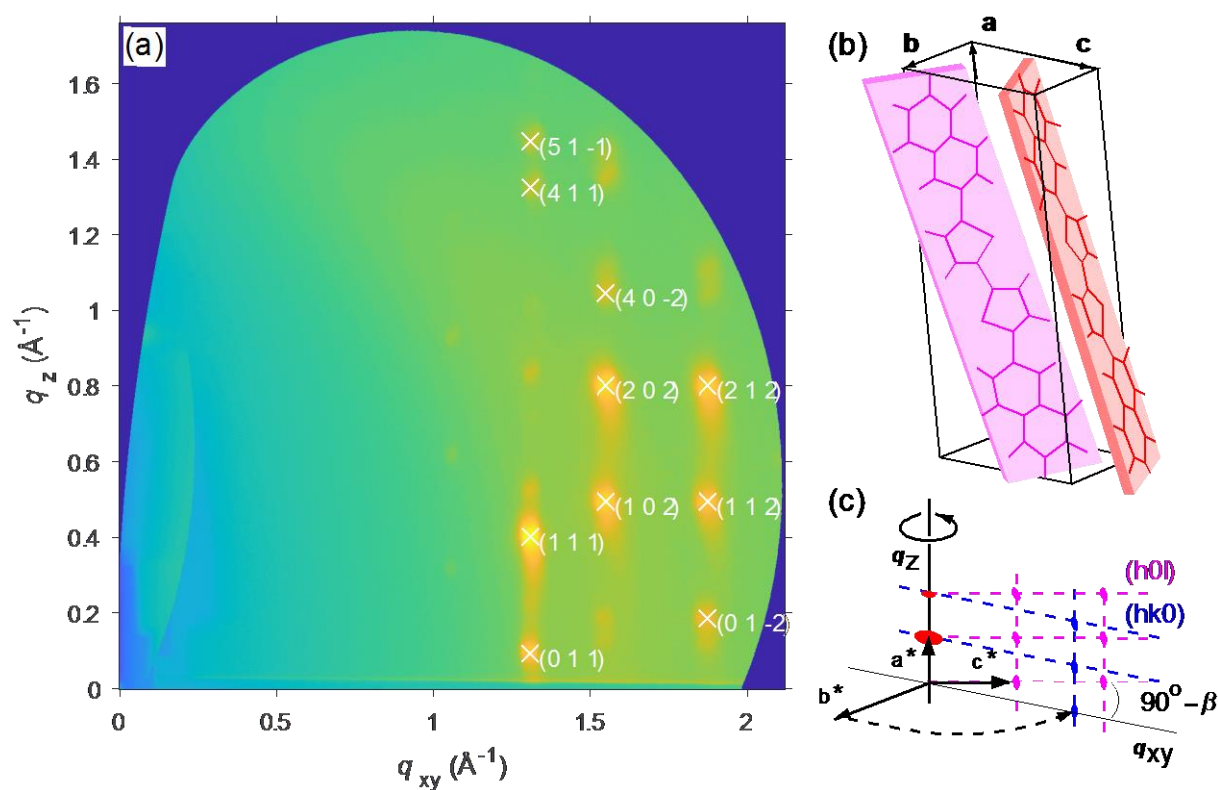 (a)
1.6
1.4
1.2
1
0.8
0.6
0.4
0.2
0
q z (Å-1)
0
0.5
1
1.5
2
q xy (Å-1)
(5 1 -1)
(4 1 1)
(4 0 -2)
(2 0 2)
(2 1 2)
(1 0 2)
(1 1 2)
(1 1 1)
(0 1 1)
(0 1 -2)
(b)
a
b
c
(c)
qz
(h0l)
(hk0)
a*
c*
b*
90°-β
qxy